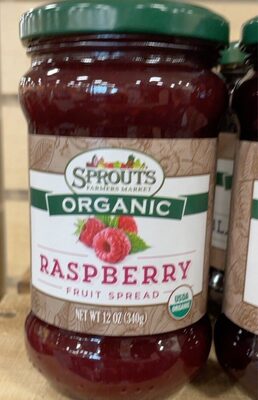 SPROUTS
FARMERS MARKET
ORGANIC
RASPBERRY
FRUIT SPREAD
USDA
ORGANIC
NET WT 12 OZ (340g)